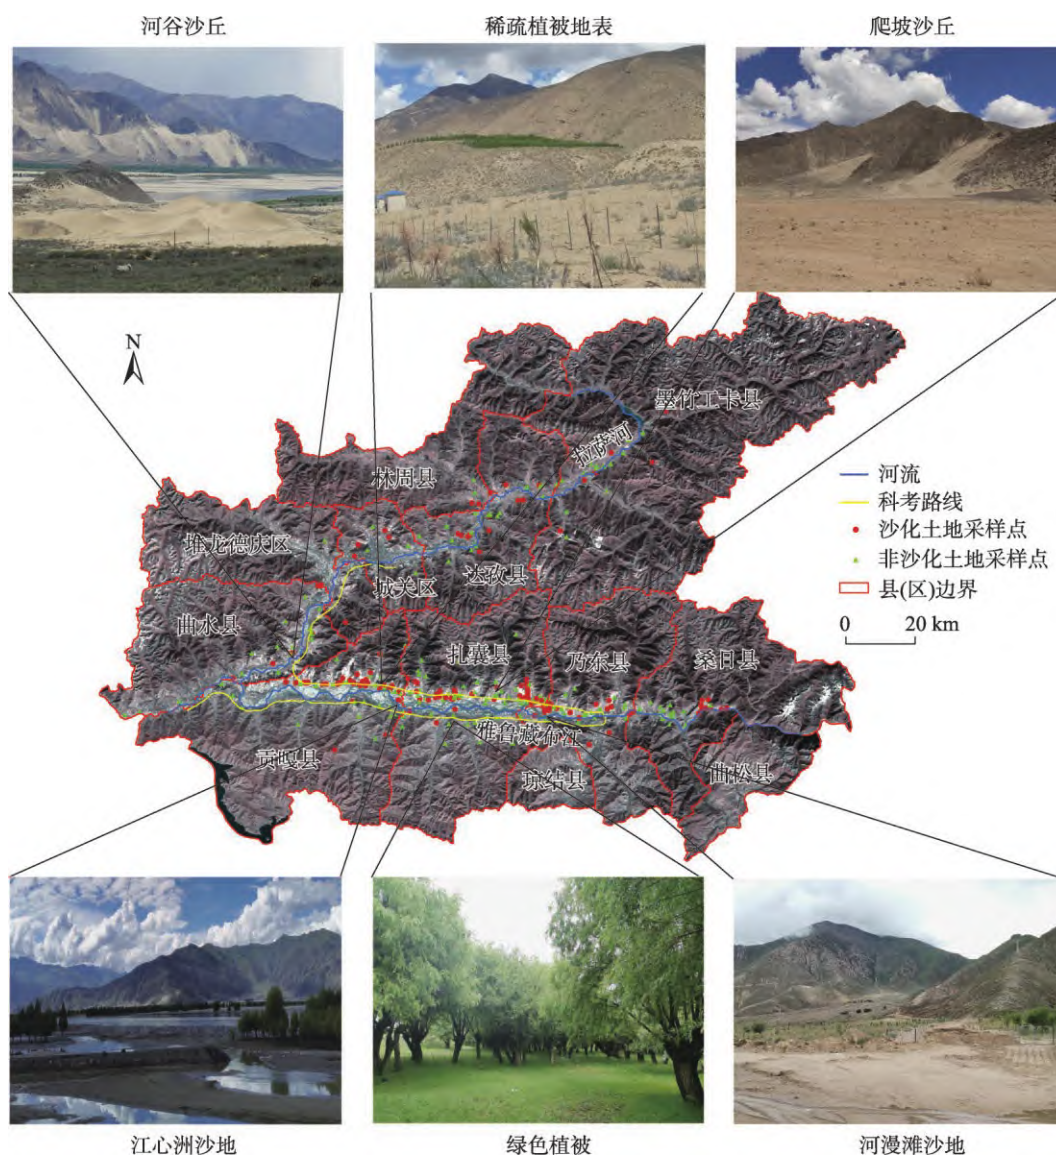 河谷沙丘
稀疏植被地表
爬坡沙丘
N
墨竹工卡县
拉萨河
林周县
河流
科考路线
沙化土地采样点
堆龙德庆区
非沙化土地采样点
城关区
达孜县
县(区)边界
曲水县
0 20 km
扎囊县
乃东县
桑日县
雅鲁藏布江
贡嘎县
琼结县
曲松县
江心洲沙地
绿色植被
河漫滩沙地